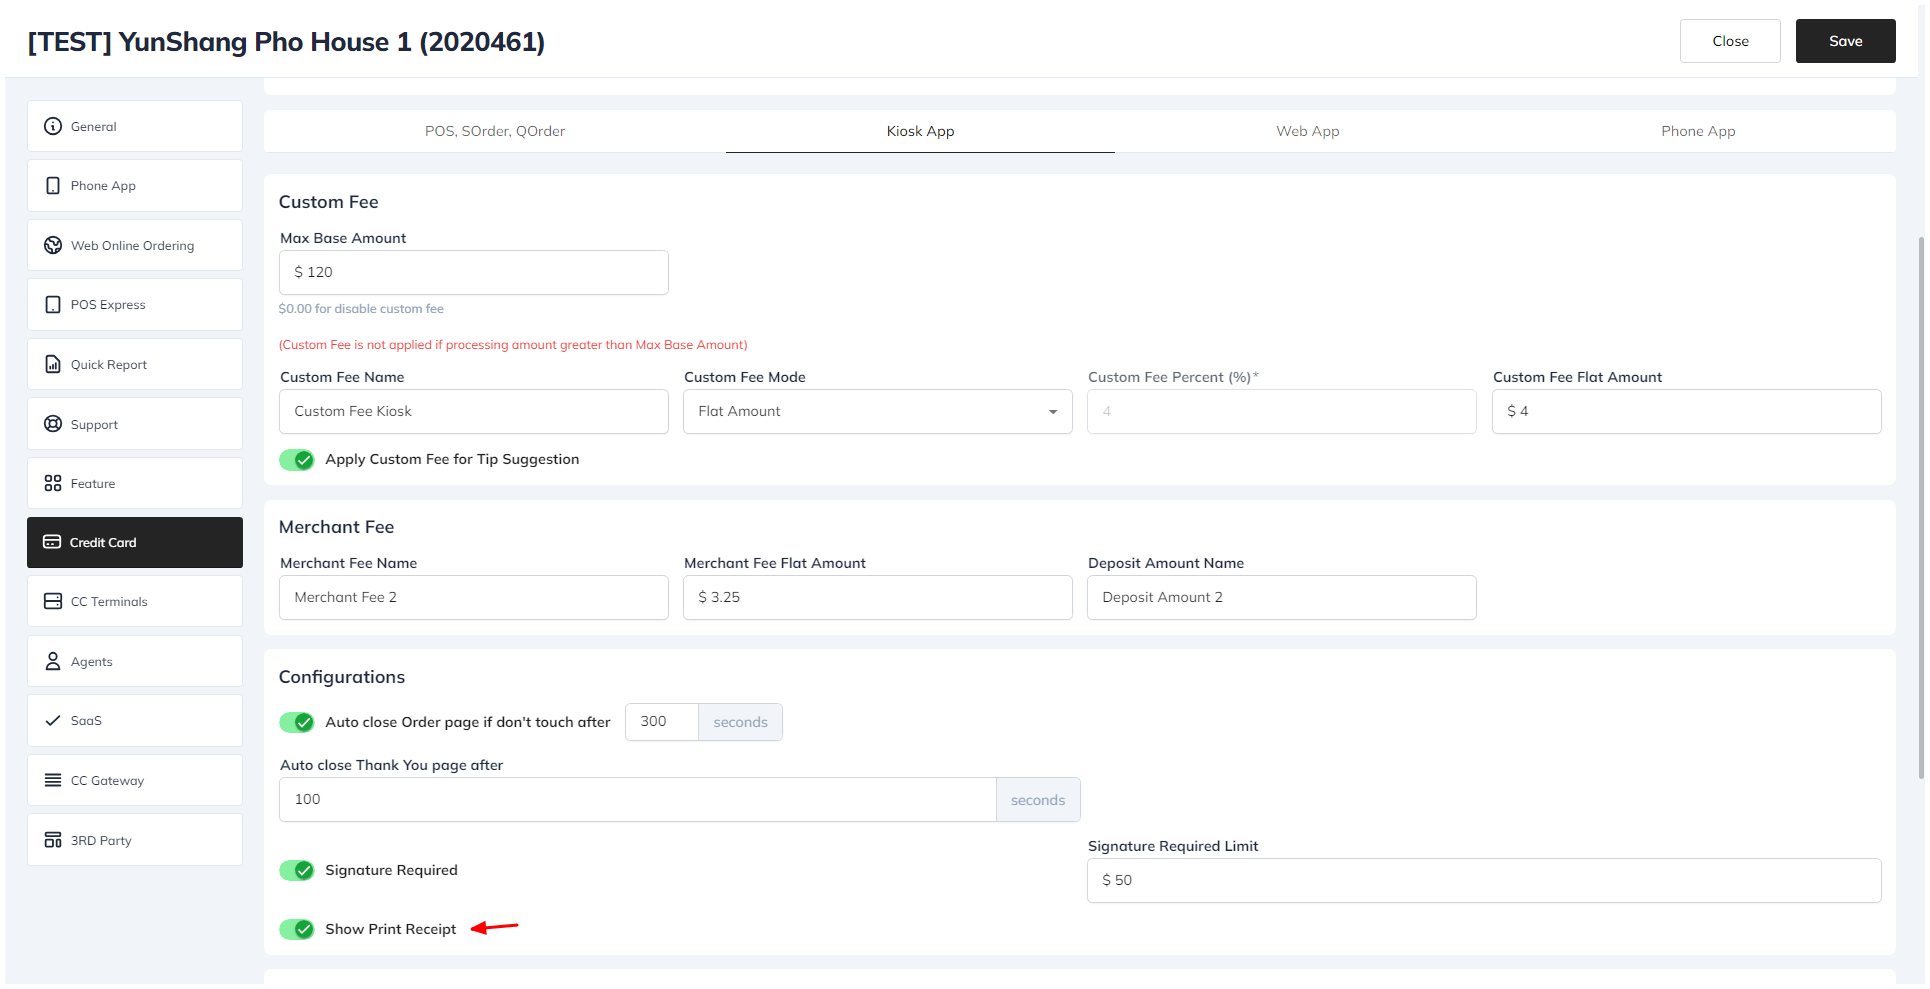 [TEST] YunShang Pho House 1 (2020461)
Close
Save
General
Phone App
Web Online Ordering
POS Express
Quick Report
Support
Feature
Credit Card
CC Terminals
Agents
SaaS
CC Gateway
3RD Party
POS, SOrder, QOrder
Kiosk App
Web App
Phone App
Custom Fee
Max Base Amount
$ 120
$0.00 for disable custom fee
(Custom Fee is not applied if processing amount greater than Max Base Amount)
Custom Fee Name
Custom Fee Kiosk
Custom Fee Mode
Flat Amount
Custom Fee Percent (%)*
4
Custom Fee Flat Amount
$ 4
Apply Custom Fee for Tip Suggestion
Merchant Fee
Merchant Fee Name
Merchant Fee 2
Merchant Fee Flat Amount
$ 3.25
Deposit Amount Name
Deposit Amount 2
Configurations
Auto close Order page if don't touch after
300
seconds
Auto close Thank You page after
100
seconds
Signature Required
Signature Required Limit
$ 50
Show Print Receipt